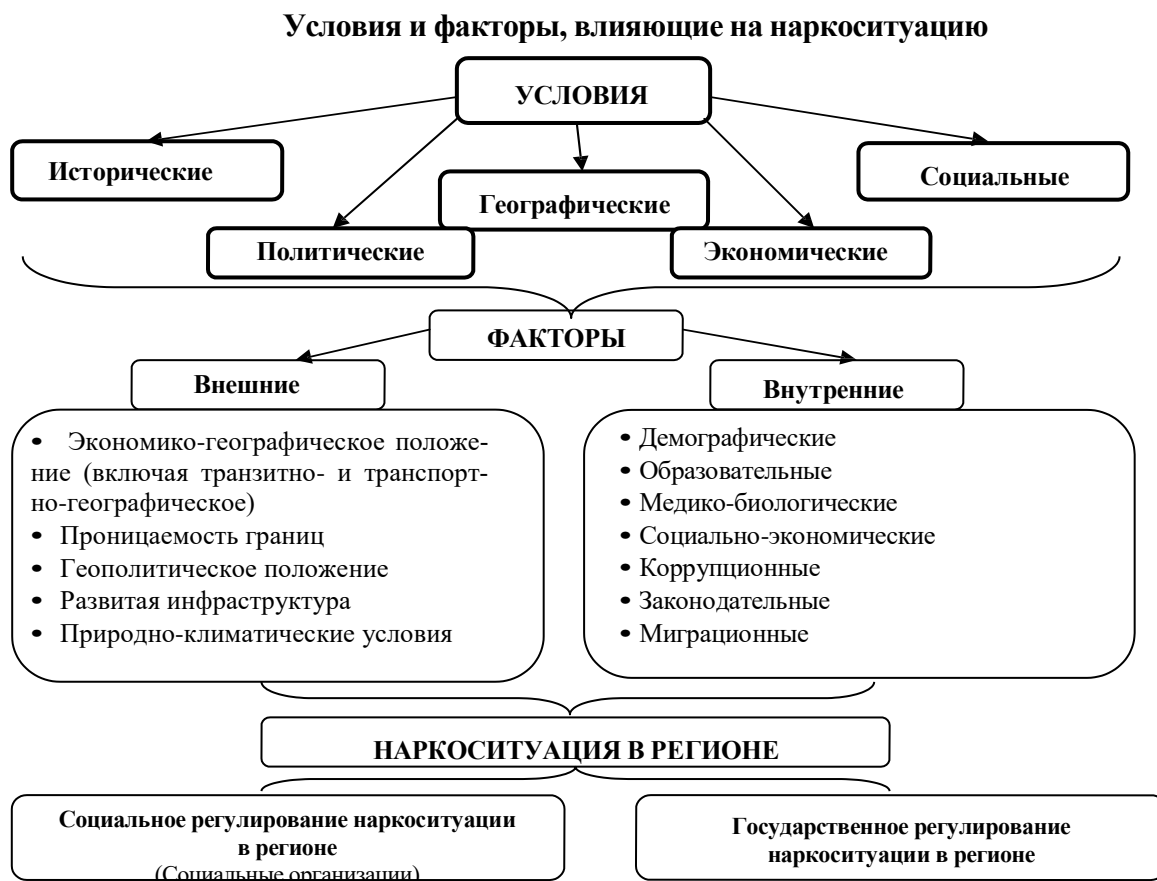 Условия и факторы, влияющие на наркоситуацию
УСЛОВИЯ
Исторические
Социальные
Географические
Политические
Экономические
ФАКТОРЫ
Внешние
Внутренние
• Экономико-географическое положе-
ние (включая транзитно- и транспорт-
но-географическое)
• Проницаемость границ
• Геополитическое положение
• Развитая инфраструктура
• Природно-климатические условия
• Демографические
• Образовательные
• Медико-биологические
• Социально-экономические
• Коррупционные
• Законодательные
• Миграционные
НАРКОСИТУАЦИЯ В РЕГИОНЕ
Социальное регулирование наркоситуации
в регионе
(Социальные организации)
Государственное регулирование
наркоситуации в регионе